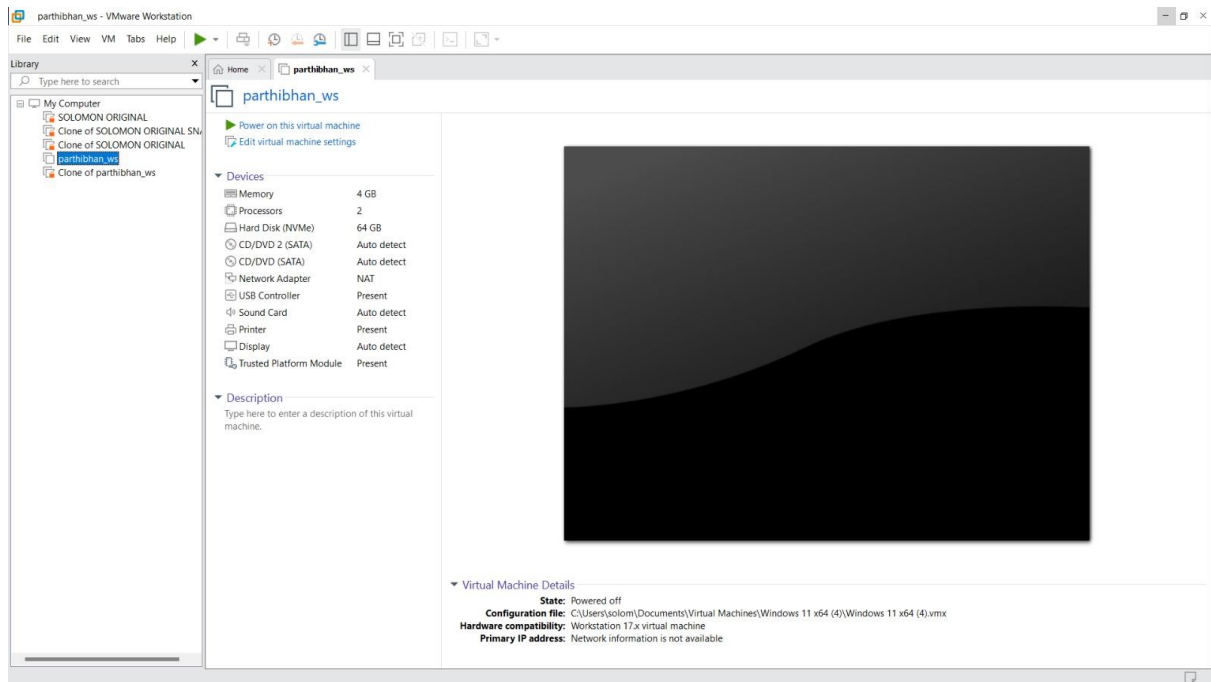 parthibhan_ws - VMware Workstation
File Edit View VM Tabs Help
Library
Type here to search
My Computer
SOLOMON ORIGINAL
Clone of SOLOMON ORIGINAL SN
Clone of SOLOMON ORIGINAL
parthibhan_ws
Clone of parthibhan_ws
Home
parthibhan_ws
parthibhan_ws
Power on this virtual machine
Edit virtual machine settings
Devices
Memory 4 GB
Processors 2
Hard Disk (NVMe) 64 GB
CD/DVD 2 (SATA) Auto detect
CD/DVD (SATA) Auto detect
Network Adapter NAT
USB Controller Present
Sound Card Auto detect
Printer Present
Display Auto detect
Trusted Platform Module Present
Description
Type here to enter a description of this virtual
machine.
Virtual Machine Details
State: Powered off
Configuration file: C:\Users\solom\Documents\Virtual Machines\Windows 11 x64 (4)\Windows 11 x64 (4).vmx
Hardware compatibility: Workstation 17.x virtual machine
Primary IP address: Network information is not available